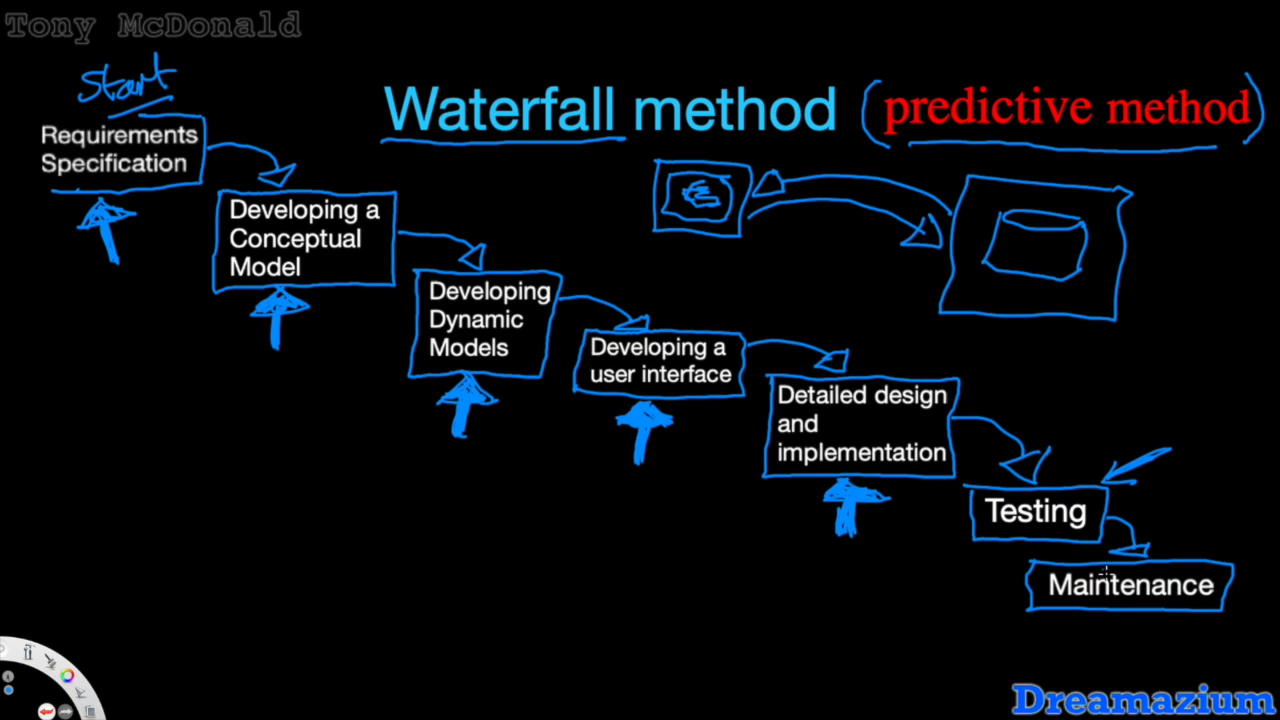 Tony McDonald
start
Waterfall method (predictive method)
Requirements
Specification
Developing a
Conceptual
Model
Developing
Dynamic
Models
Developing a
user interface
Detailed design
and
implementation
Testing
Maintenance
Dreamazium